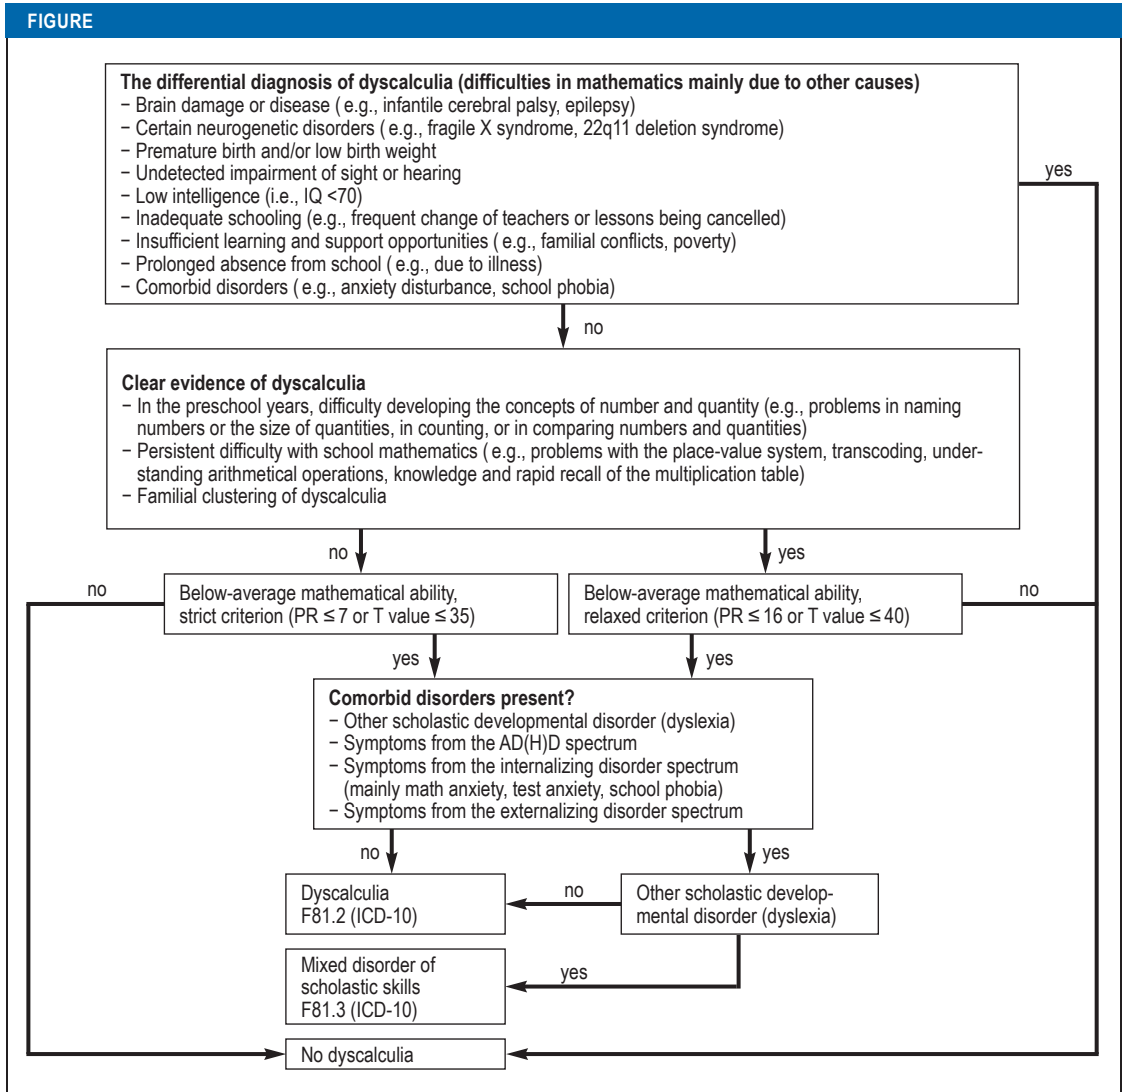 FIGURE
The differential diagnosis of dyscalculia (difficulties in mathematics mainly due to other causes)
– Brain damage or disease (e.g., infantile cerebral palsy, epilepsy)
– Certain neurogenetic disorders (e.g., fragile X syndrome, 22q11 deletion syndrome)
– Premature birth and/or low birth weight
– Undetected impairment of sight or hearing
– Low intelligence (i.e., IQ <70)
– Inadequate schooling (e.g., frequent change of teachers or lessons being cancelled)
– Insufficient learning and support opportunities (e.g., familial conflicts, poverty)
– Prolonged absence from school (e.g., due to illness)
– Comorbid disorders (e.g., anxiety disturbance, school phobia)
yes
no
Clear evidence of dyscalculia
– In the preschool years, difficulty developing the concepts of number and quantity (e.g., problems in naming
numbers or the size of quantities, in counting, or in comparing numbers and quantities)
– Persistent difficulty with school mathematics (e.g., problems with the place-value system, transcoding, under-
standing arithmetical operations, knowledge and rapid recall of the multiplication table)
– Familial clustering of dyscalculia
no
yes
no
Below-average mathematical ability,
strict criterion (PR ≤ 7 or T value ≤ 35)
Below-average mathematical ability,
relaxed criterion (PR ≤ 16 or T value ≤ 40)
no
yes
yes
Comorbid disorders present?
– Other scholastic developmental disorder (dyslexia)
– Symptoms from the AD(H)D spectrum
– Symptoms from the internalizing disorder spectrum
(mainly math anxiety, test anxiety, school phobia)
– Symptoms from the externalizing disorder spectrum
no
yes
Dyscalculia
F81.2 (ICD-10)
no
Other scholastic develop-
mental disorder (dyslexia)
Mixed disorder of
scholastic skills
F81.3 (ICD-10)
yes
No dyscalculia